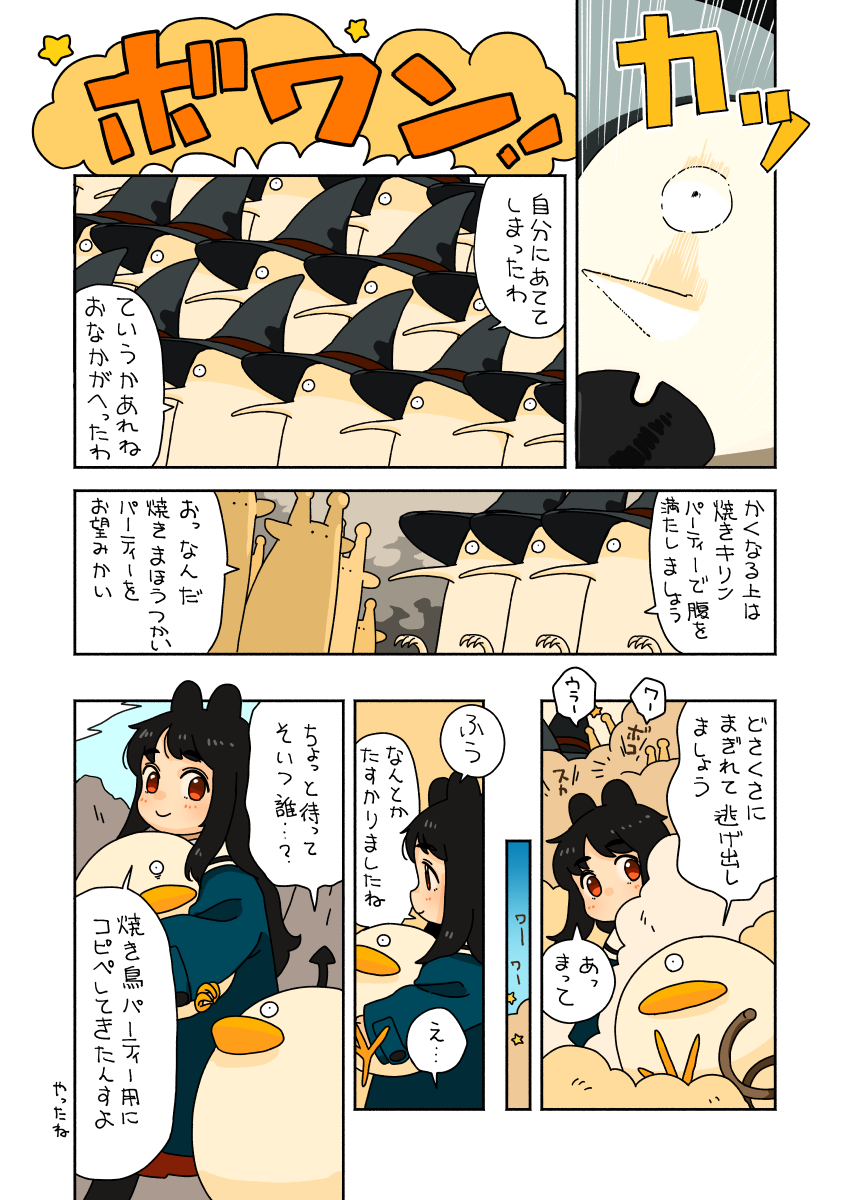 カッ
ボワン!!
自分にあてて
しまったわ
ていうかあれね
おなかがへったわ
かくなる上は
焼きキリン
パーティーで腹を
満たしましょう
おっなんだ
焼きまほうつかい
パーティーを
お望みかい
どさくさに
まぎれて逃げ出し
ましょう
ワー
ウラー
ボコ
スカ
あっ
まって
ワー
ワー
ふう
なんとか
たすかりましたね
え…
ちょっと待って
そいつ誰…?
焼き鳥パーティー用に
コピペしてきたんすよ
やったね